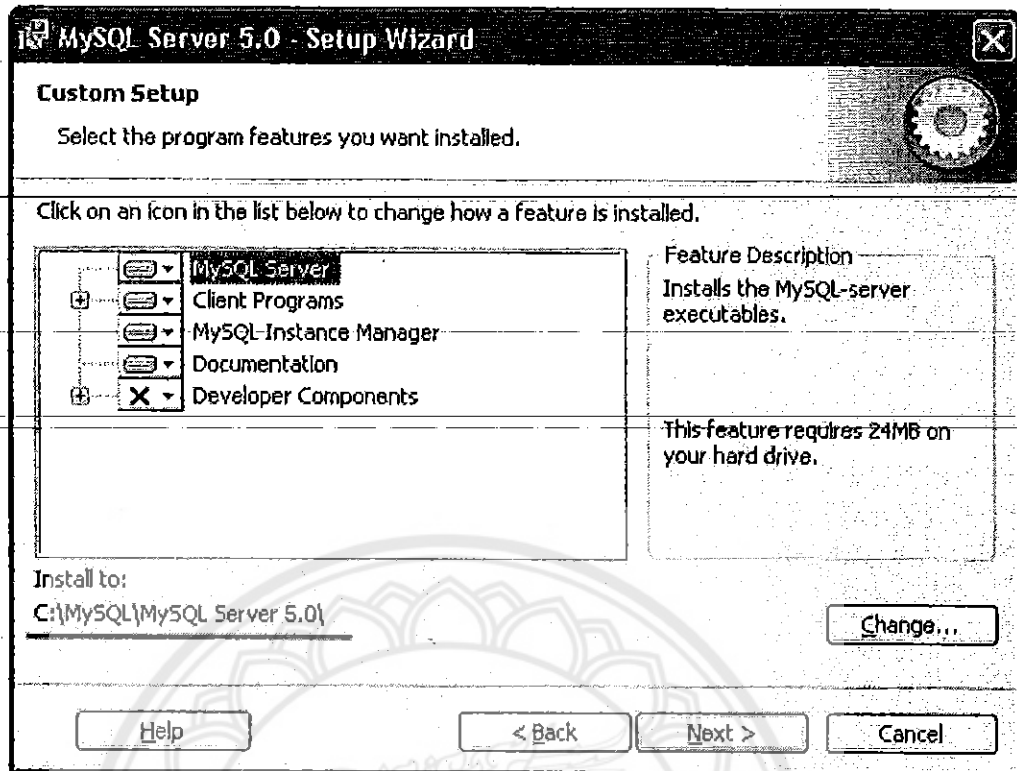 MySQL Server 5.0 - Setup Wizard
Custom Setup
Select the program features you want installed.
Click on an icon in the list below to change how a feature is installed.
MySQL Server
Client Programs
MySQL Instance Manager
Documentation
Developer Components
Feature Description
Installs the MySQL-server
executables.
This feature requires 24MB on
your hard drive.
Install to:
C:\MySQL\MySQL Server 5.0\
Change...
Help
< Back
Next >
Cancel